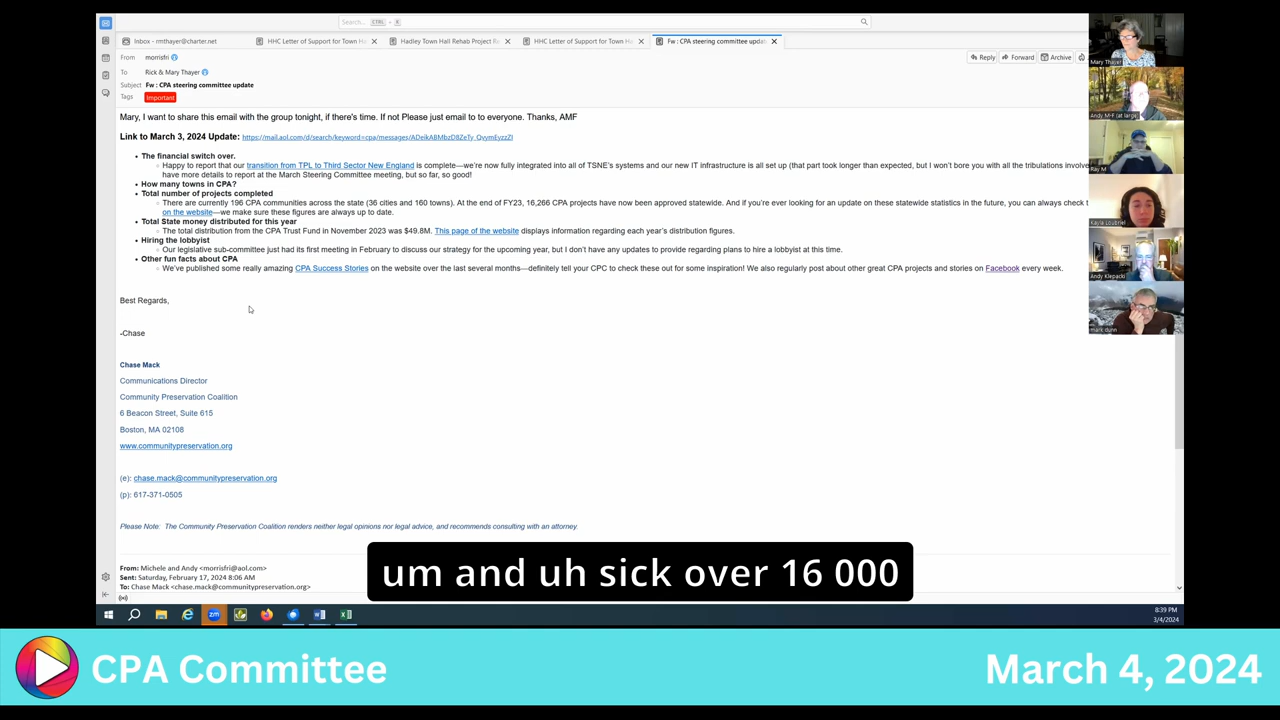 Search... CTRL + K
Inbox - rmthayer@charter.net
HHC Letter of Support for Town H
Hadley Town Hall Rehab Project R
HHC Letter of Support for Town H
Fw : CPA steering committee updat
From morrisfri
Reply Forward Archive
To Rick & Mary Thayer
Subject Fw : CPA steering committee update
Tags Important
Mary, I want to share this email with the group tonight, if there's time. If not Please just email to to everyone. Thanks, AMF
Link to March 3, 2024 Update:
• The financial switch over.
Happy to report that our transition from TPL to Third Sector New England is complete—we're now fully integrated into all of TSNE's systems and our new IT infrastructure is all set up (that part took longer than expected, but I won't bore you with all the tribulations involve
have more details to report at the March Steering Committee meeting, but so far, so good!
• How many towns in CPA?
• Total number of projects completed
There are currently 196 CPA communities across the state (36 cities and 160 towns). At the end of FY23, 16,266 CPA projects have now been approved statewide. And if you're ever looking for an update on these statewide statistics in the future, you can always check t
on the website—we make sure these figures are always up to date.
• Total State money distributed for this year
The total distribution from the CPA Trust Fund in November 2023 was $49.8M. This page of the website displays information regarding each year's distribution figures.
• Hiring the lobbyist
Our legislative sub-committee just had its first meeting in February to discuss our strategy for the upcoming year, but I don't have any updates to provide regarding plans to hire a lobbyist at this time.
• Other fun facts about CPA
We've published some really amazing CPA Success Stories on the website over the last several months—definitely tell your CPC to check these out for some inspiration! We also regularly post about other great CPA projects and stories on Facebook every week.
Best Regards,
-Chase
Chase Mack
Communications Director
Community Preservation Coalition
6 Beacon Street, Suite 615
Boston, MA 02108
www.communitypreservation.org
(e): chase.mack@communitypreservation.org
(p): 617-371-0505
Please Note: The Community Preservation Coalition renders neither legal opinions nor legal advice, and recommends consulting with an attorney.
From: Michele and Andy <morrisfri@aol.com>
Sent: Saturday, February 17, 2024 8:06 AM
To: Chase Mack <chase.mack@communitypreservation.org>
Mary Thayer
Andy M-F (at large)
Ray M
Kayla Loubriel
Andy Klepacki
mark dunn
um and uh sick over 16 000
8:39 PM
3/4/2024
CPA Committee
March 4, 2024